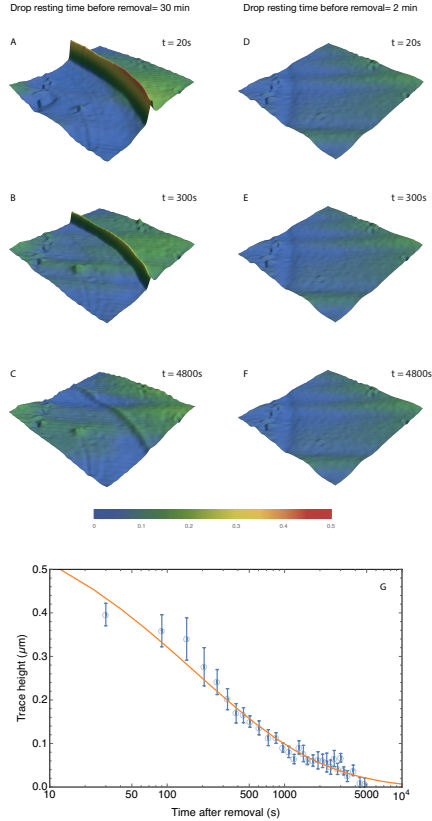 Drop resting time before removal= 30 min
Drop resting time before removal= 2 min
A
t = 20s
D
t = 20s
B
t = 300s
E
t = 300s
C
t = 4800s
F
t = 4800s
0 0.1 0.2 0.3 0.4 0.5
G
0.5
0.4
0.3
0.2
0.1
0.0
Trace height (μm)
10 50 100 500 1000 5000 10⁴
Time after removal (s)